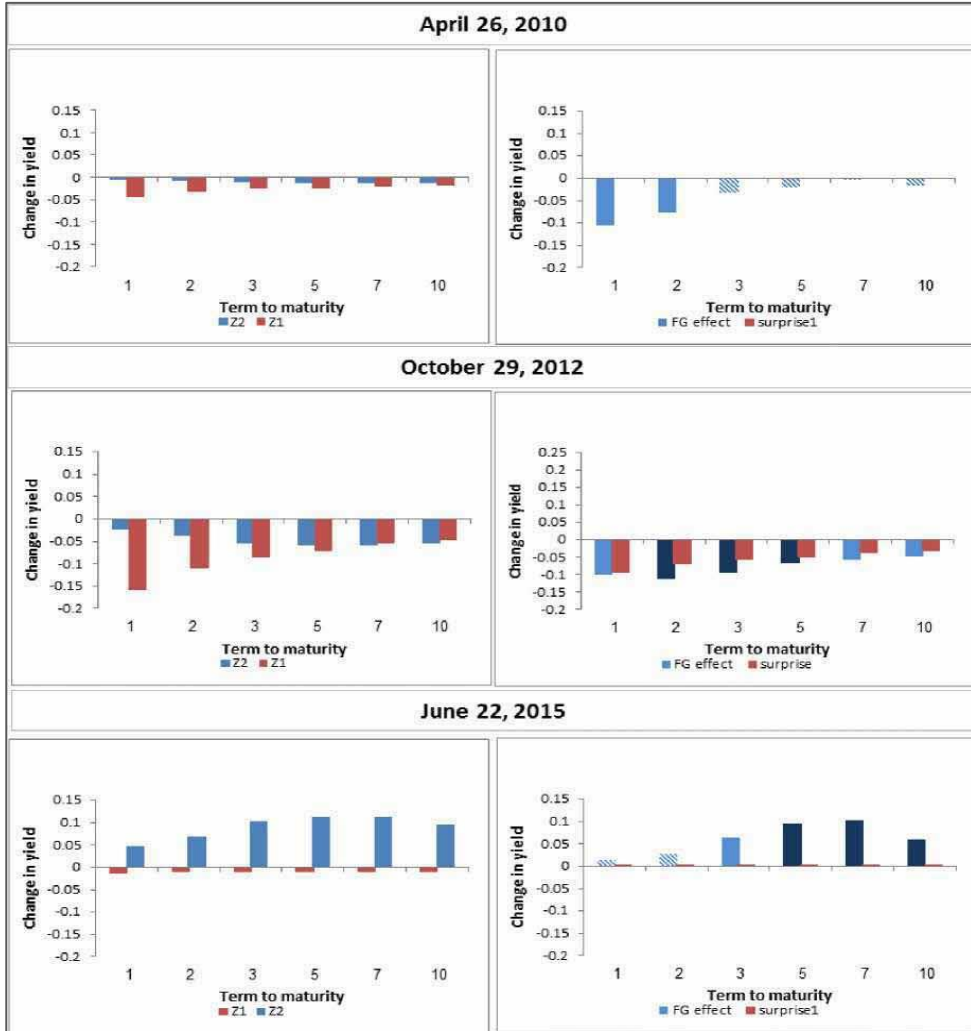 April 26, 2010
Change in yield
0.15
0.1
0.05
0
-0.05
-0.1
-0.15
-0.2
1 2 3 5 7 10
Term to maturity
Z2 Z1
Change in yield
0.15
0.1
0.05
0
-0.05
-0.1
-0.15
-0.2
1 2 3 5 7 10
Term to maturity
FG effect surprise1
October 29, 2012
Change in yield
0.15
0.1
0.05
0
-0.05
-0.1
-0.15
-0.2
1 2 3 5 7 10
Term to maturity
Z2 Z1
Change in yield
0.25
0.2
0.15
0.1
0.05
0
-0.05
-0.1
-0.15
-0.2
1 2 3 5 7 10
Term to maturity
FG effect surprise
June 22, 2015
Change in yield
0.15
0.1
0.05
0
-0.05
-0.1
-0.15
-0.2
1 2 3 5 7 10
Term to maturity
Z1 Z2
Change in yield
0.15
0.1
0.05
0
-0.05
-0.1
-0.15
-0.2
1 2 3 5 7 10
Term to maturity
FG effect surprise1